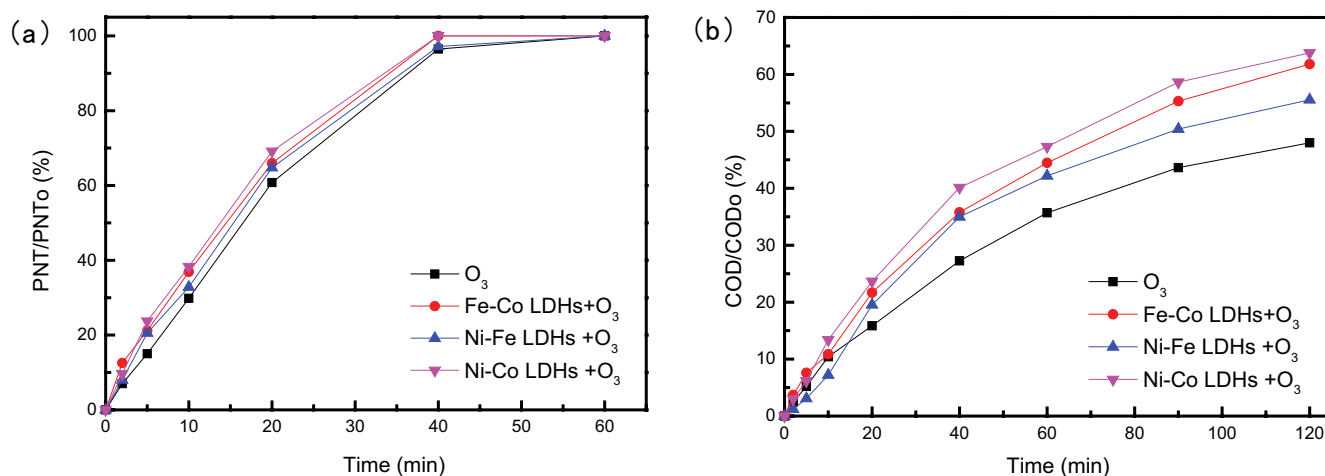 (a)
PNT/PNTo (%)
100
80
60
40
20
0
0 10 20 30 40 50 60
Time (min)
O3
Fe-Co LDHs+O3
Ni-Fe LDHs +O3
Ni-Co LDHs +O3
(b)
COD/CODo (%)
70
60
50
40
30
20
10
0
0 20 40 60 80 100 120
Time (min)
O3
Fe-Co LDHs+O3
Ni-Fe LDHs +O3
Ni-Co LDHs +O3